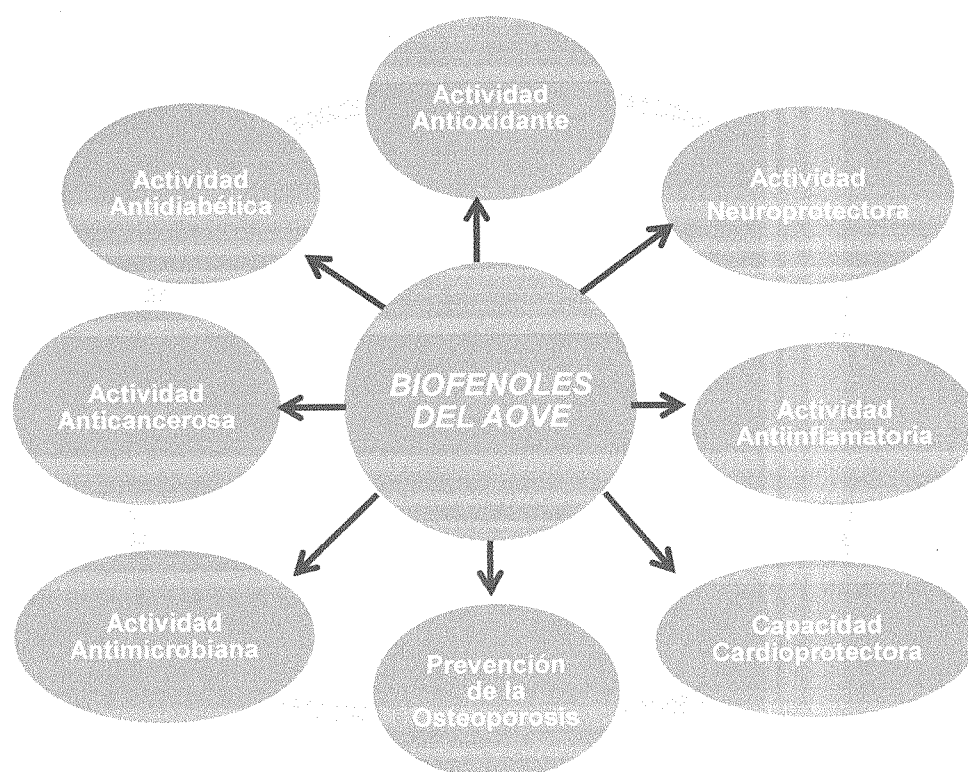 Actividad
Antioxidante
Actividad
Neuroprotectora
Actividad
Antiinflamatoria
Capacidad
Cardioprotectora
Prevención
de la
Osteoporosis
Actividad
Antimicrobiana
Actividad
Anticancerosa
Actividad
Antidiabética
BIOFENOLES
DEL AOVE